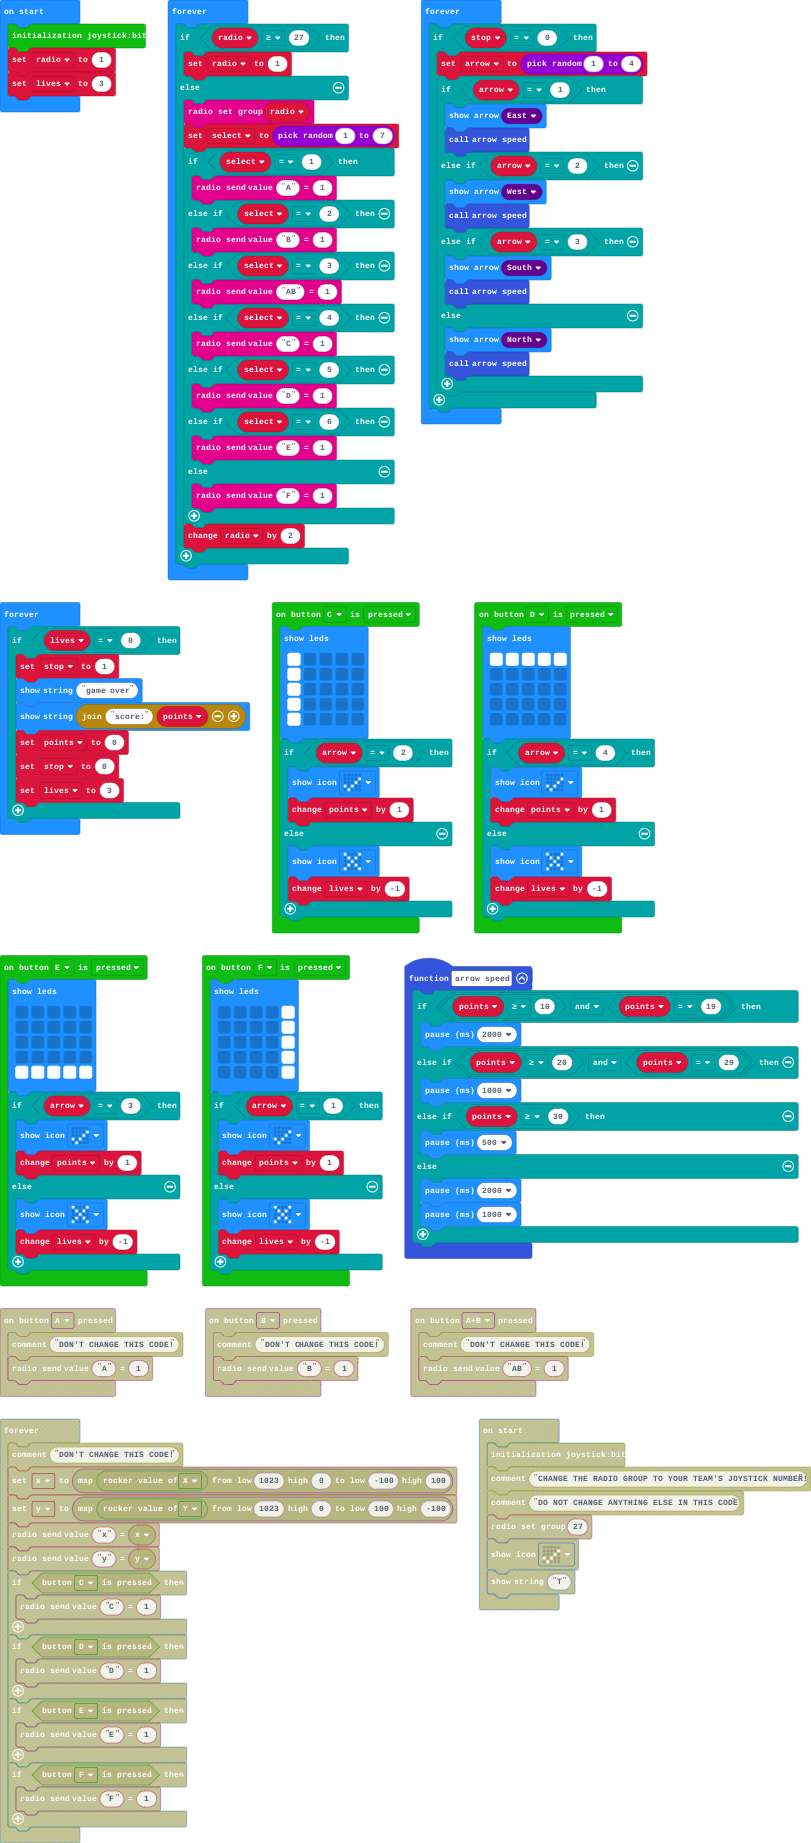 on start
initialization joystick:bit
set radio to 1
set lives to 3
forever
if radio ≥ 27 then
set radio to 1
else
radio set group radio
set select to pick random 1 to 7
if select = 1 then
radio send value "A" = 1
else if select = 2 then
radio send value "B" = 1
else if select = 3 then
radio send value "AB" = 1
else if select = 4 then
radio send value "C" = 1
else if select = 5 then
radio send value "D" = 1
else if select = 6 then
radio send value "E" = 1
else
radio send value "F" = 1
change radio by 2
forever
if stop = 0 then
set arrow to pick random 1 to 4
if arrow = 1 then
show arrow East
call arrow speed
else if arrow = 2 then
show arrow West
call arrow speed
else if arrow = 3 then
show arrow South
call arrow speed
else
show arrow North
call arrow speed
forever
if lives = 0 then
set stop to 1
show string "game over"
show string join "score:" points
set points to 0
set stop to 0
set lives to 3
on button C is pressed
show leds
if arrow = 2 then
show icon
change points by 1
else
show icon
change lives by -1
on button D is pressed
show leds
if arrow = 4 then
show icon
change points by 1
else
show icon
change lives by -1
on button E is pressed
show leds
if arrow = 3 then
show icon
change points by 1
else
show icon
change lives by -1
on button F is pressed
show leds
if arrow = 1 then
show icon
change points by 1
else
show icon
change lives by -1
function arrow speed
if points ≥ 10 and points = 19 then
pause (ms) 2000
else if points ≥ 20 and points = 29 then
pause (ms) 1000
else if points ≥ 30 then
pause (ms) 500
else
pause (ms) 2000
pause (ms) 1000
on button A pressed
comment "DON'T CHANGE THIS CODE!"
radio send value "A" = 1
on button B pressed
comment "DON'T CHANGE THIS CODE!"
radio send value "B" = 1
on button A+B pressed
comment "DON'T CHANGE THIS CODE!"
radio send value "AB" = 1
forever
comment "DON'T CHANGE THIS CODE!"
set x to map rocker value of X from low 1023 high 0 to low -100 high 100
set y to map rocker value of Y from low 1023 high 0 to low 100 high -100
radio send value "x" = x
radio send value "y" = y
if button C is pressed then
radio send value "C" = 1
if button D is pressed then
radio send value "D" = 1
if button E is pressed then
radio send value "E" = 1
if button F is pressed then
radio send value "F" = 1
on start
initialization joystick:bit
comment "CHANGE THE RADIO GROUP TO YOUR TEAM'S JOYSTICK NUMBER"
comment "DO NOT CHANGE ANYTHING ELSE IN THIS CODE"
radio set group 27
show icon
show string "T"